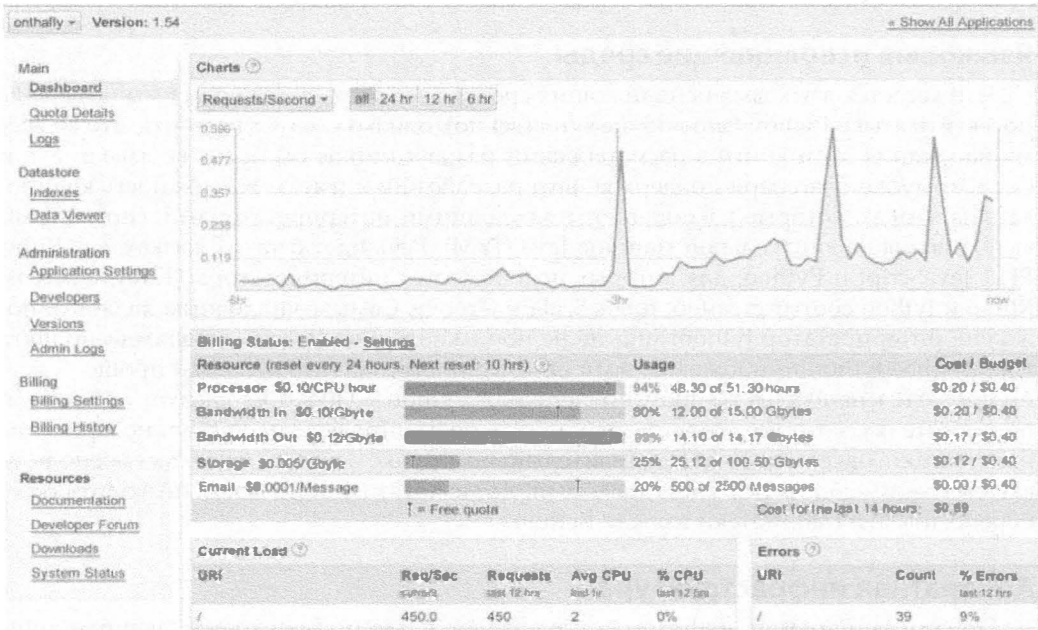 onthafly Version: 1.54 « Show All Applications
Main
Dashboard
Quota Details
Logs
Datastore
Indexes
Data Viewer
Administration
Application Settings
Developers
Versions
Admin Logs
Billing
Billing Settings
Billing History
Resources
Documentation
Developer Forum
Downloads
System Status
Charts
Requests/Second all 24 hr 12 hr 6 hr
0.596
0.477
0.357
0.238
0.119
-6hr -3hr now
Billing Status: Enabled - Settings
Resource (reset every 24 hours. Next reset: 10 hrs) Usage Cost / Budget
Processor $0.10/CPU hour 94% 48.30 of 51.30 hours $0.20 / $0.40
Bandwidth In $0.10/Gbyte 80% 12.00 of 15.00 Gbytes $0.20 / $0.40
Bandwidth Out $0.12/Gbyte 99% 14.10 of 14.17 Gbytes $0.17 / $0.40
Storage $0.005/Gbyte 25% 25.12 of 100.50 Gbytes $0.12 / $0.40
Email $0.0001/Message 20% 500 of 2500 Messages $0.00 / $0.40
= Free quota Cost for the last 14 hours: $0.69
Current Load
URI Req/Sec Requests Avg CPU % CPU
current last 12 hrs last hr last 12 hrs
/ 450.0 450 2 0%
Errors
URI Count % Errors
last 12 hrs
/ 39 9%